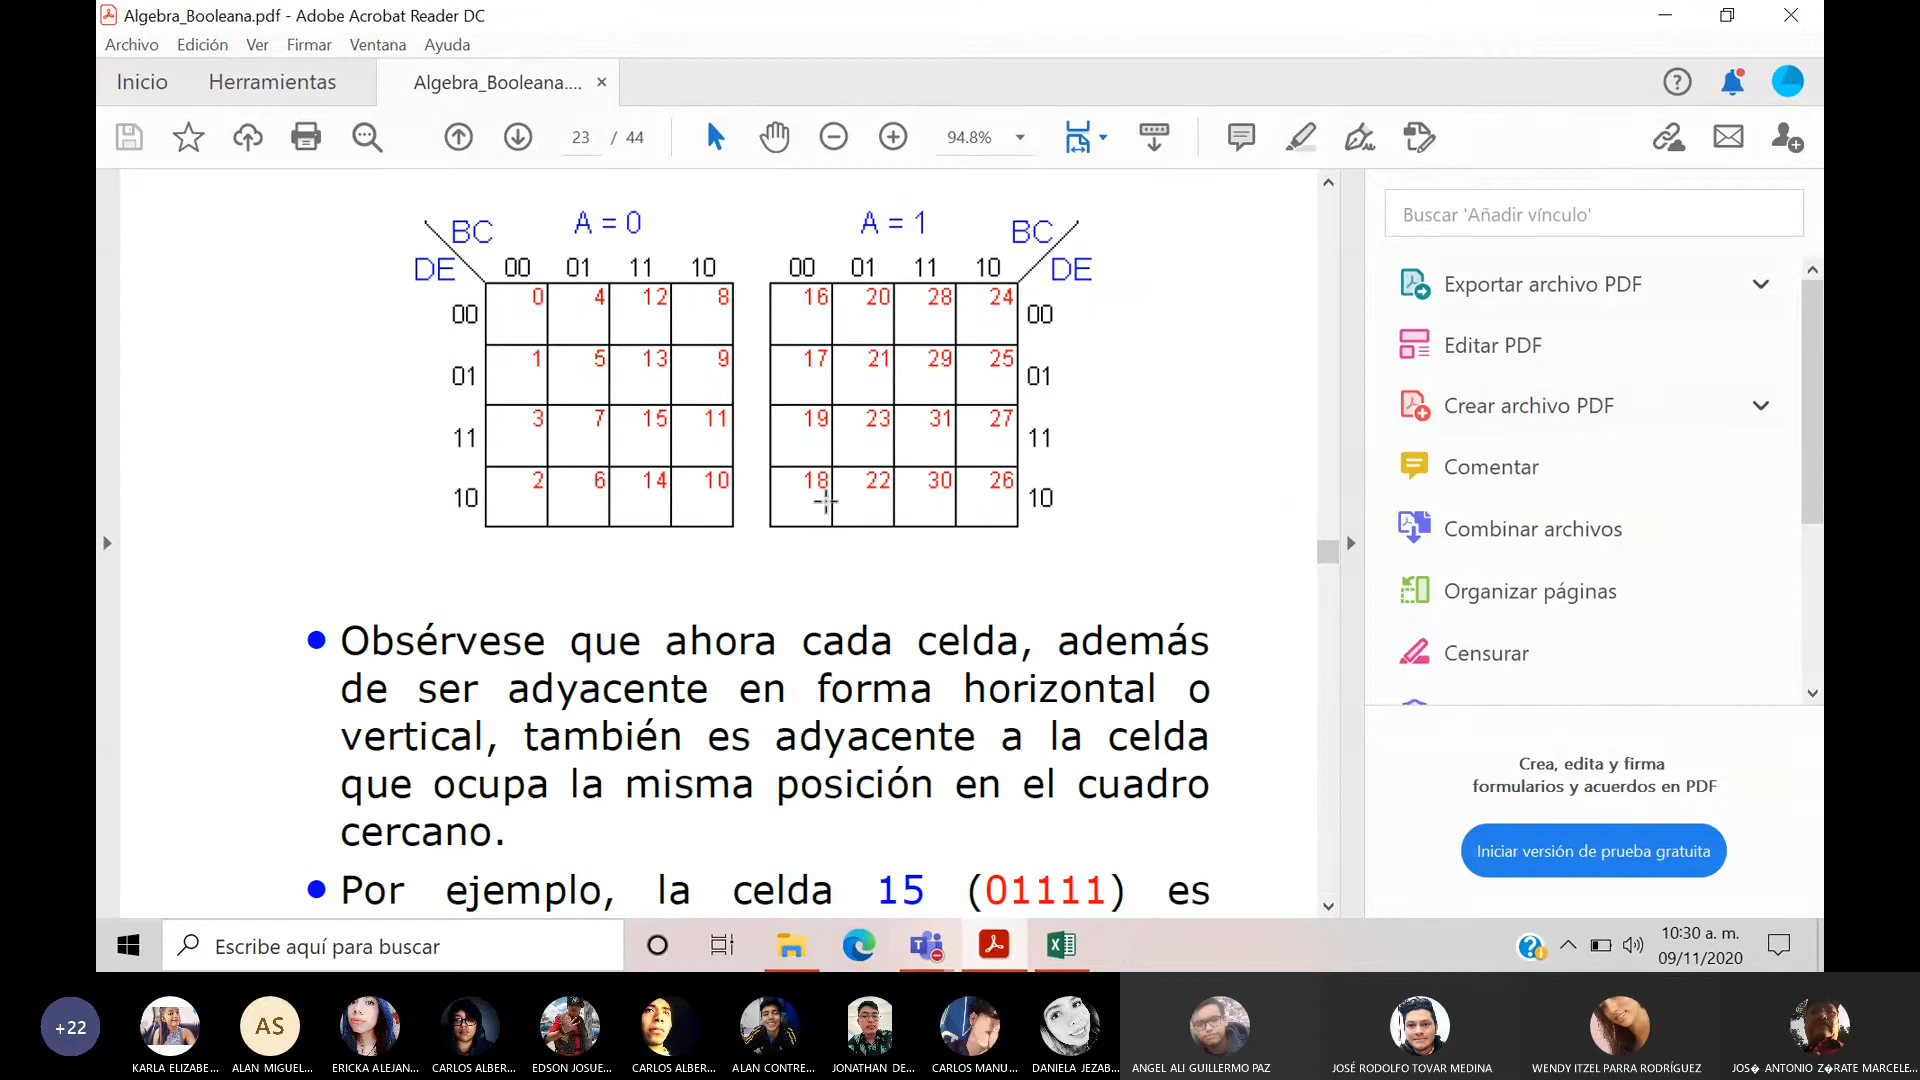 Algebra_Booleana.pdf - Adobe Acrobat Reader DC
Archivo Edición Ver Firmar Ventana Ayuda
Inicio Herramientas Algebra_Booleana.... ×
23 / 44 94.8%
BC A = 0 A = 1 BC
DE 00 01 11 10 00 01 11 10 DE
0 4 12 8 16 20 28 24
00 00
1 5 13 9 17 21 29 25
01 01
3 7 15 11 19 23 31 27
11 11
2 6 14 10 18 22 30 26
10 10
• Obsérvese que ahora cada celda, además
de ser adyacente en forma horizontal o
vertical, también es adyacente a la celda
que ocupa la misma posición en el cuadro
cercano.
• Por ejemplo, la celda 15 (01111) es
Buscar 'Añadir vínculo'
Exportar archivo PDF
Editar PDF
Crear archivo PDF
Comentar
Combinar archivos
Organizar páginas
Censurar
Crea, edita y firma
formularios y acuerdos en PDF
Iniciar versión de prueba gratuita
Escribe aquí para buscar
10:30 a. m.
09/11/2020
+22
AS
KARLA ELIZABE... ALAN MIGUEL... ERICKA ALEJAN... CARLOS ALBER... EDSON JOSUE... CARLOS ALBER... ALAN CONTRE... JONATHAN DE... CARLOS MANU... DANIELA JEZAB... ANGEL ALI GUILLERMO PAZ JOSÉ RODOLFO TOVAR MEDINA WENDY ITZEL PARRA RODRÍGUEZ JOS� ANTONIO Z�RATE MARCELE...